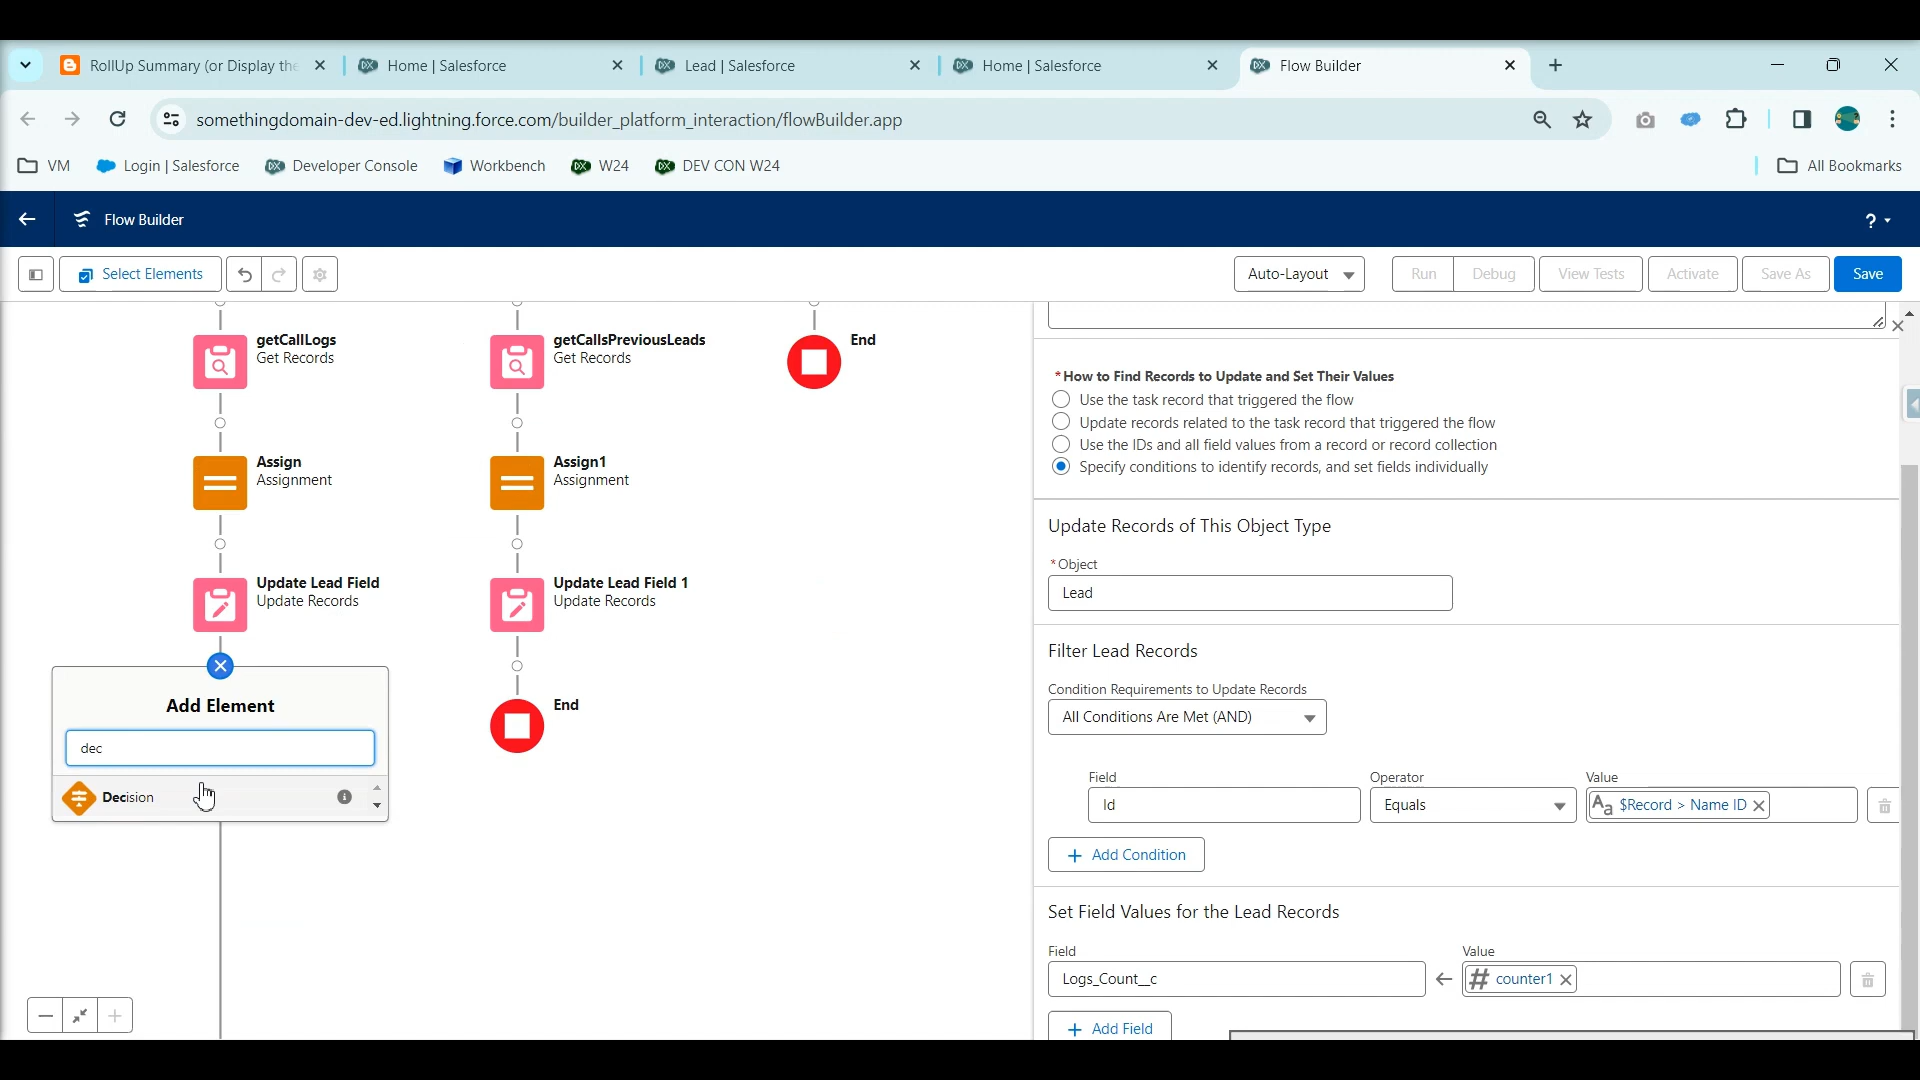 RollUp Summary (or Display the
Home | Salesforce
Lead | Salesforce
Home | Salesforce
Flow Builder
somethingdomain-dev-ed.lightning.force.com/builder_platform_interaction/flowBuilder.app
VM
Login | Salesforce
Developer Console
Workbench
W24
DEV CON W24
All Bookmarks
Flow Builder
?
Select Elements
Auto-Layout
Run
Debug
View Tests
Activate
Save As
Save
getCallLogs
Get Records
getCallsPreviousLeads
Get Records
End
Assign
Assignment
Assign1
Assignment
Update Lead Field
Update Records
Update Lead Field 1
Update Records
Add Element
dec
Decision
End
* How to Find Records to Update and Set Their Values
Use the task record that triggered the flow
Update records related to the task record that triggered the flow
Use the IDs and all field values from a record or record collection
Specify conditions to identify records, and set fields individually
Update Records of This Object Type
* Object
Lead
Filter Lead Records
Condition Requirements to Update Records
All Conditions Are Met (AND)
Field
Operator
Value
Id
Equals
Aa $Record > Name ID
+ Add Condition
Set Field Values for the Lead Records
Field
Value
Logs_Count__c
# counter1
+ Add Field